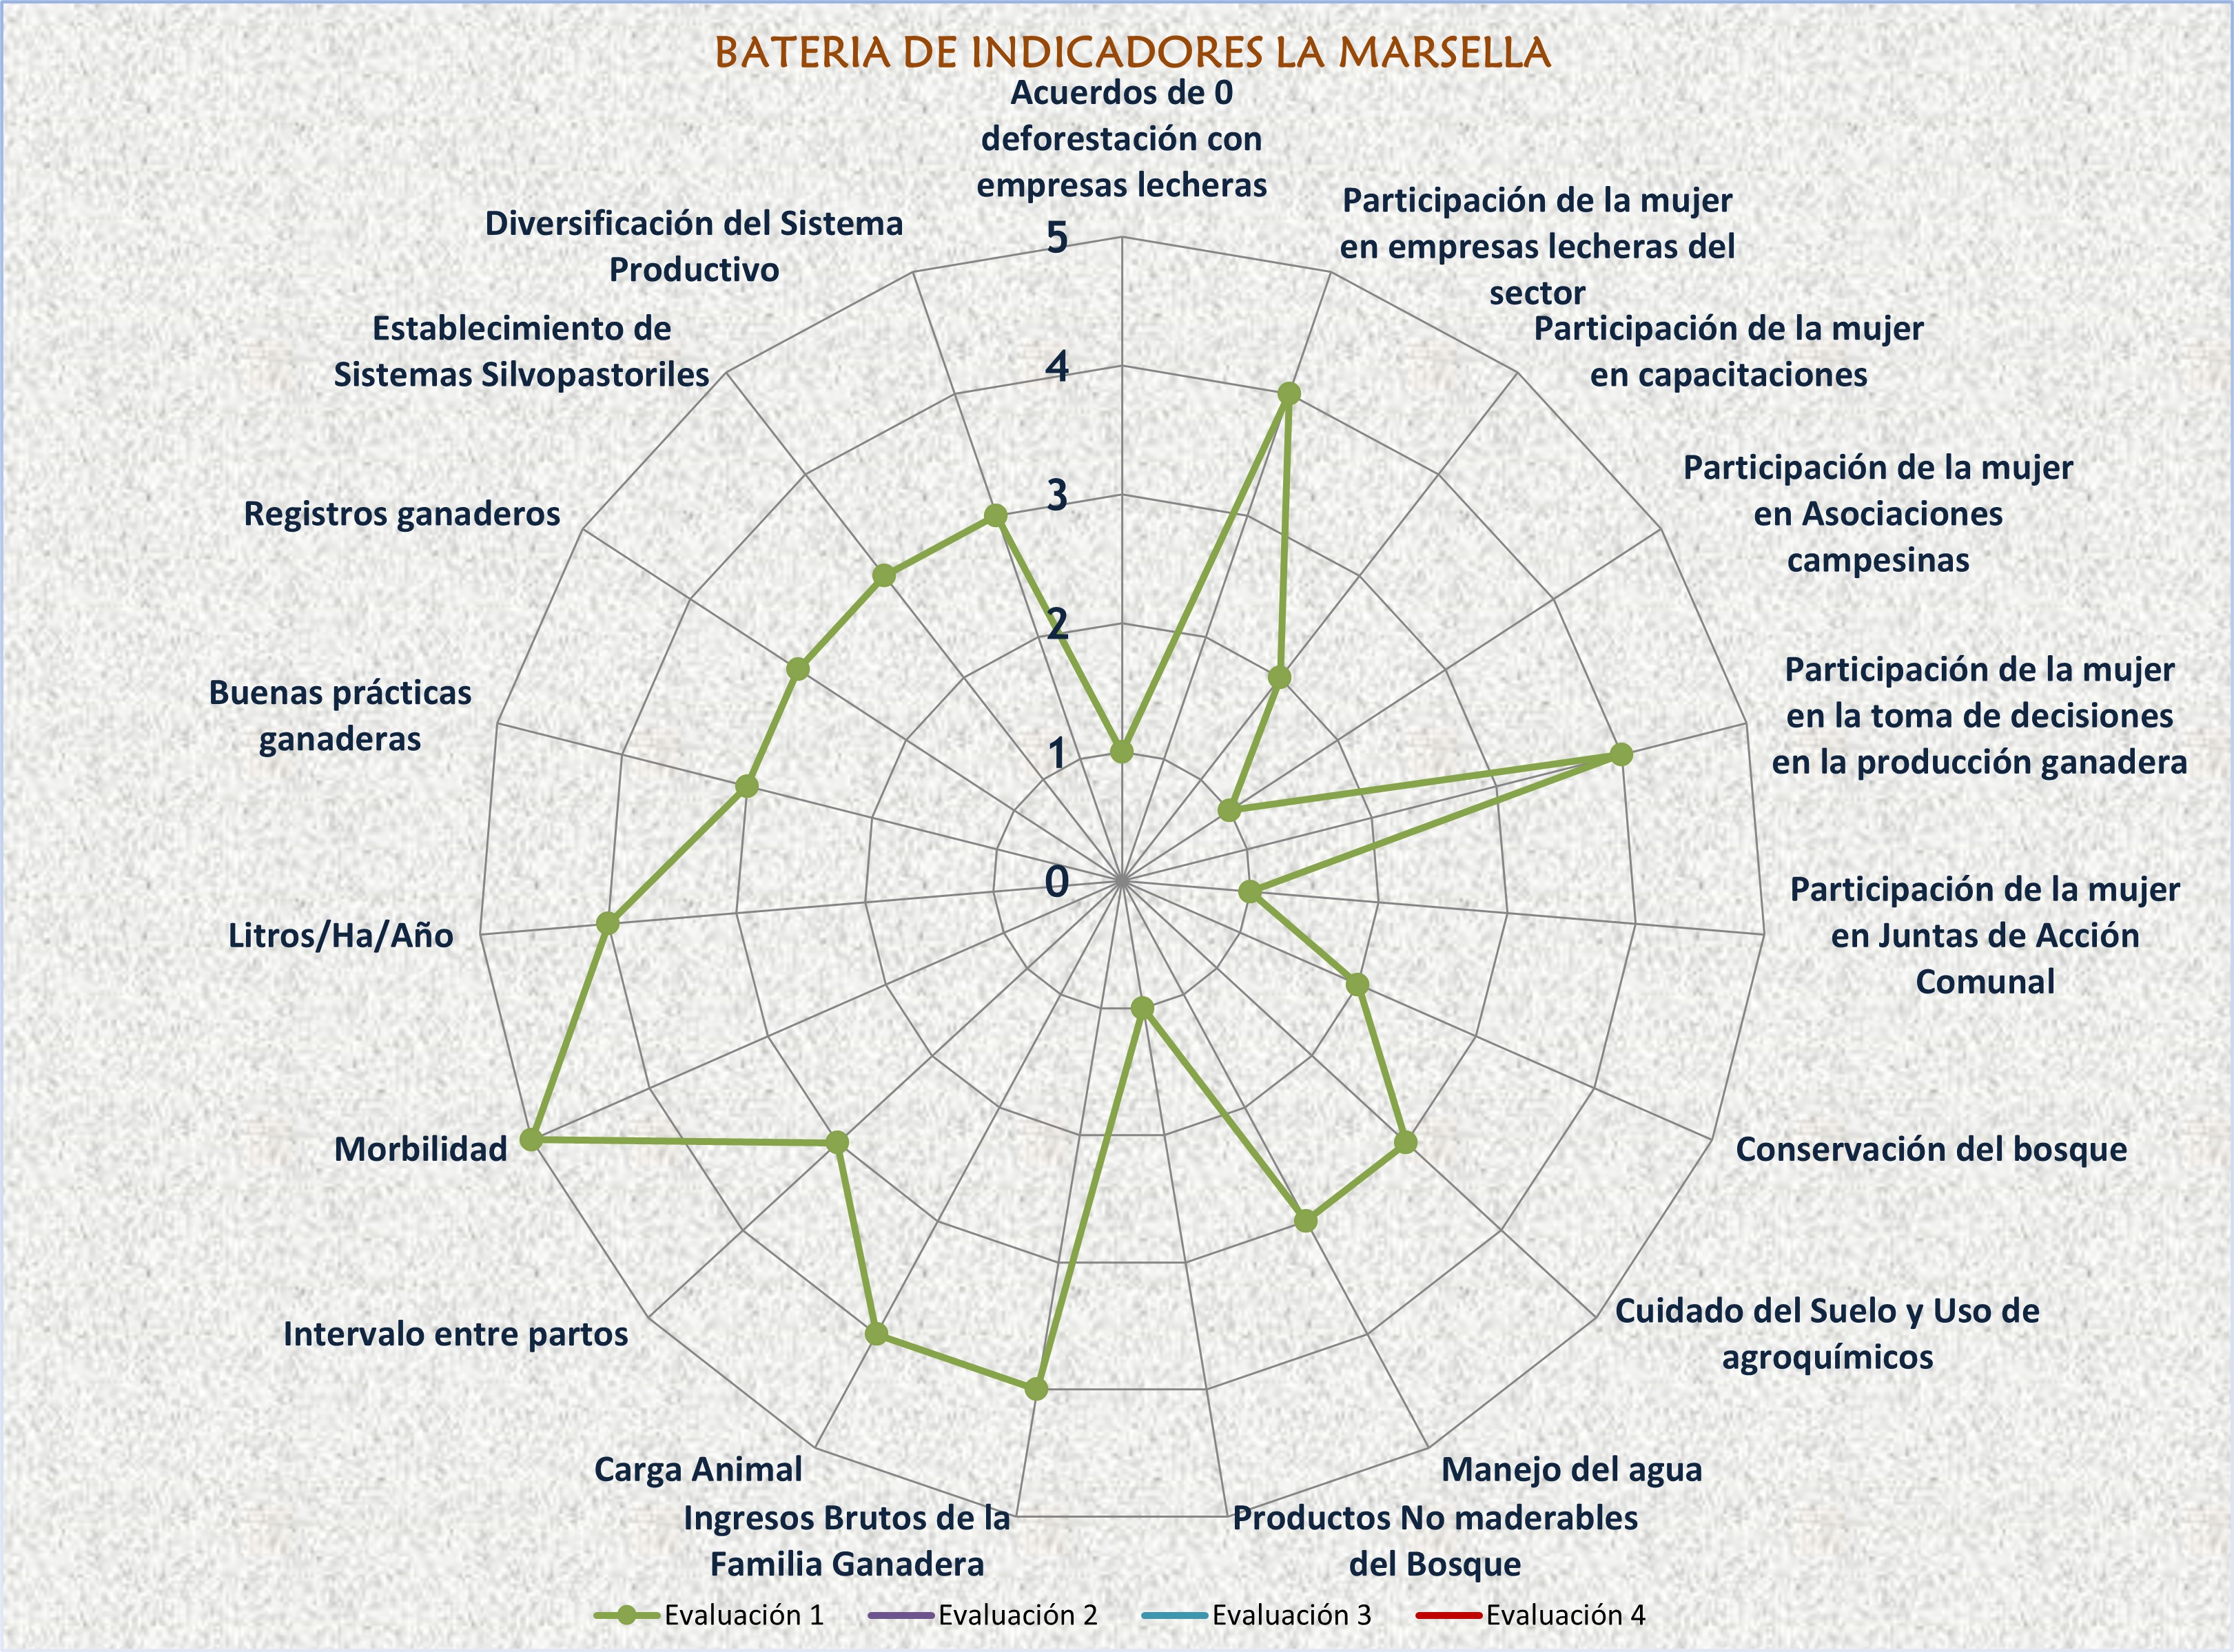 BATERIA DE INDICADORES LA MARSELLA
Acuerdos de 0
deforestación con
empresas lecheras
Participación de la mujer
en empresas lecheras del
sector
Participación de la mujer
en capacitaciones
Participación de la mujer
en Asociaciones
campesinas
Participación de la mujer
en la toma de decisiones
en la producción ganadera
Participación de la mujer
en Juntas de Acción
Comunal
Conservación del bosque
Cuidado del Suelo y Uso de
agroquímicos
Manejo del agua
Productos No maderables
del Bosque
Ingresos Brutos de la
Familia Ganadera
Carga Animal
Intervalo entre partos
Morbilidad
Litros/Ha/Año
Buenas prácticas
ganaderas
Registros ganaderos
Establecimiento de
Sistemas Silvopastoriles
Diversificación del Sistema
Productivo
5
4
3
2
1
0
Evaluación 1
Evaluación 2
Evaluación 3
Evaluación 4